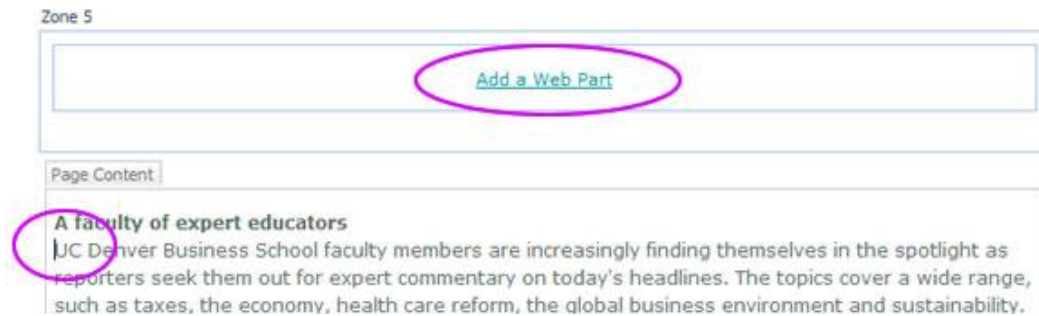 Zone 5
Add a Web Part
Page Content
A faculty of expert educators
UC Denver Business School faculty members are increasingly finding themselves in the spotlight as
reporters seek them out for expert commentary on today's headlines. The topics cover a wide range,
such as taxes, the economy, health care reform, the global business environment and sustainability.